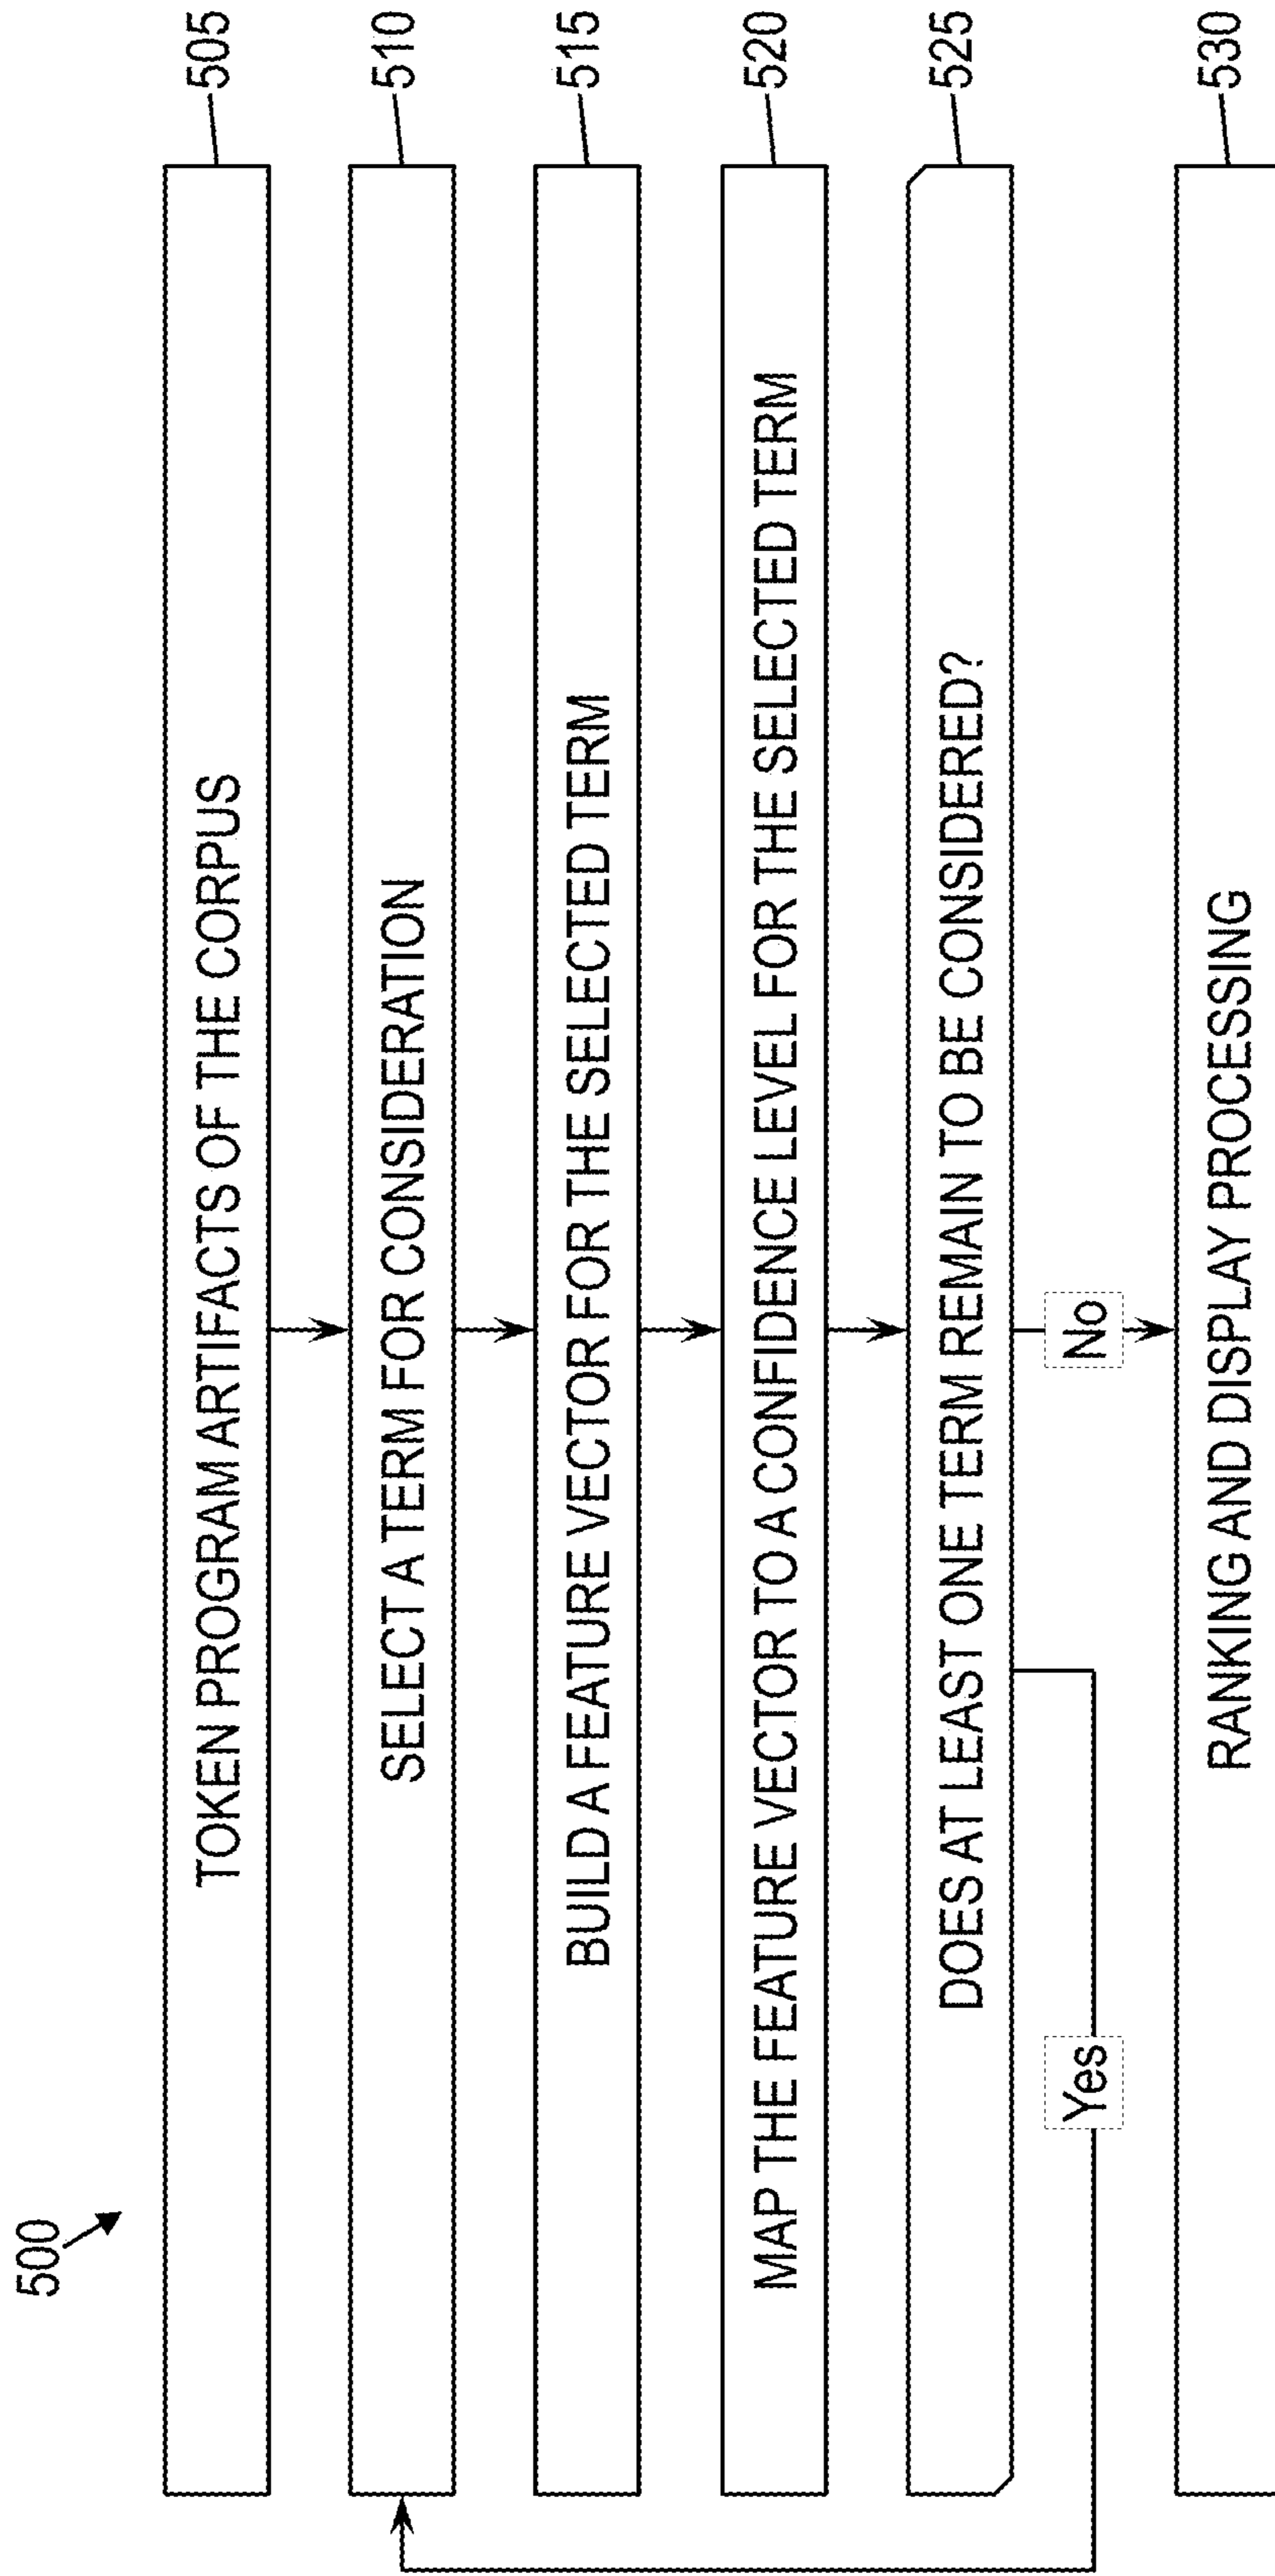 500
TOKEN PROGRAM ARTIFACTS OF THE CORPUS
505
SELECT A TERM FOR CONSIDERATION
510
BUILD A FEATURE VECTOR FOR THE SELECTED TERM
515
MAP THE FEATURE VECTOR TO A CONFIDENCE LEVEL FOR THE SELECTED TERM
520
DOES AT LEAST ONE TERM REMAIN TO BE CONSIDERED?
525
Yes
No
RANKING AND DISPLAY PROCESSING
530